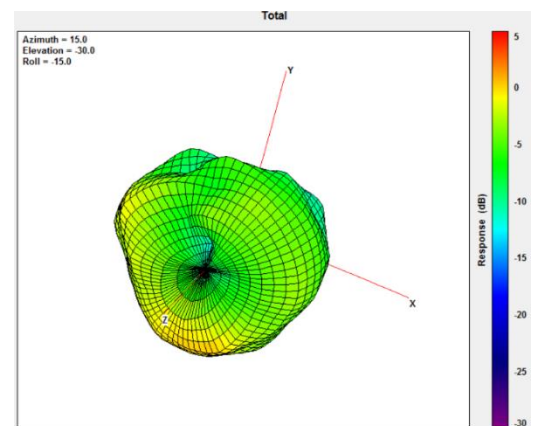 Total
Azimuth = 15.0
Elevation = -30.0
Roll = -15.0
Y
X
Z
5
0
-5
-10
-15
-20
-25
-30
Response (dB)